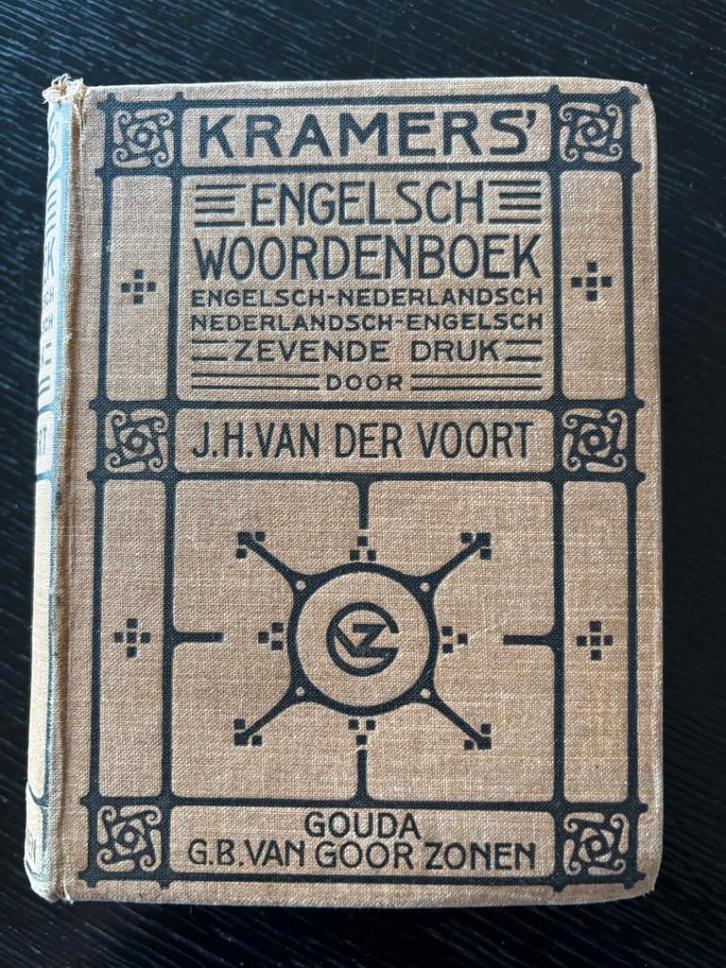 KRAMERS'
ENGELSCH
WOORDENBOEK
ENGELSCH-NEDERLANDSCH
NEDERLANDSCH-ENGELSCH
ZEVENDE DRUK
DOOR
J.H. VAN DER VOORT
GOUDA
G.B. VAN GOOR ZONEN